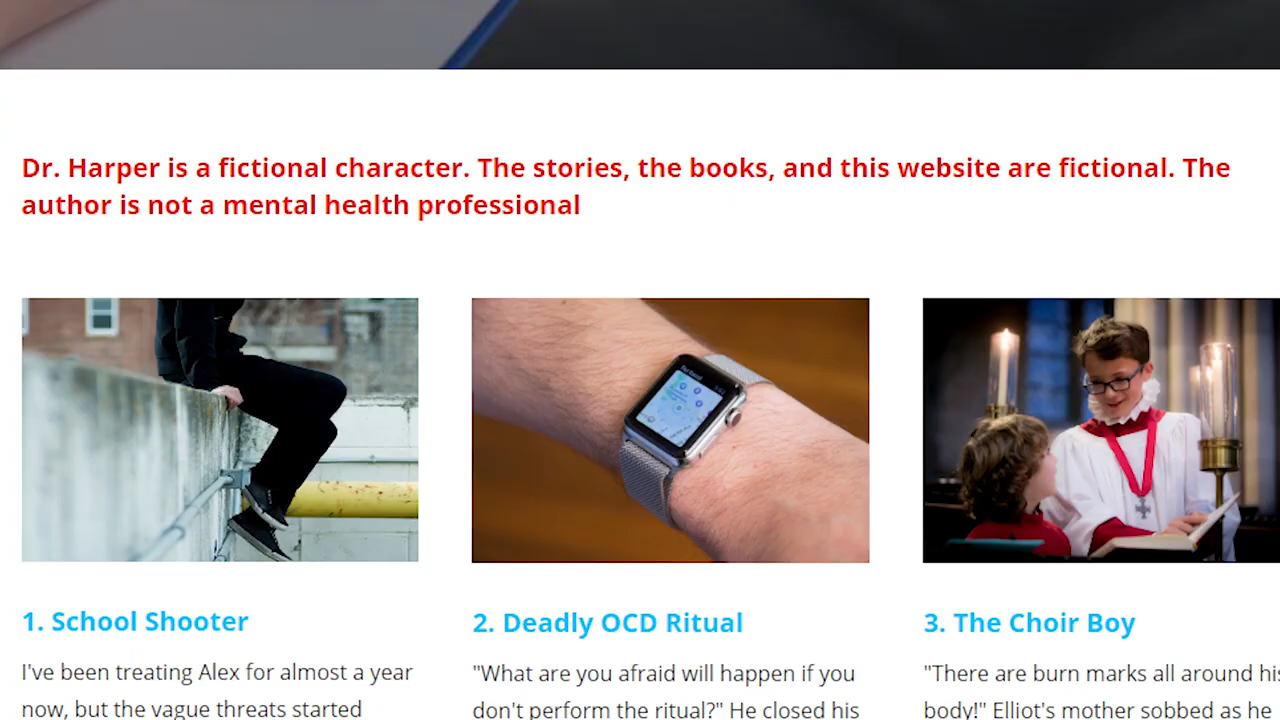 Dr. Harper is a fictional character. The stories, the books, and this website are fictional. The
author is not a mental health professional
1. School Shooter
I've been treating Alex for almost a year
now, but the vague threats started
2. Deadly OCD Ritual
"What are you afraid will happen if you
don't perform the ritual?" He closed his
3. The Choir Boy
"There are burn marks all around his
body!" Elliot's mother sobbed as he